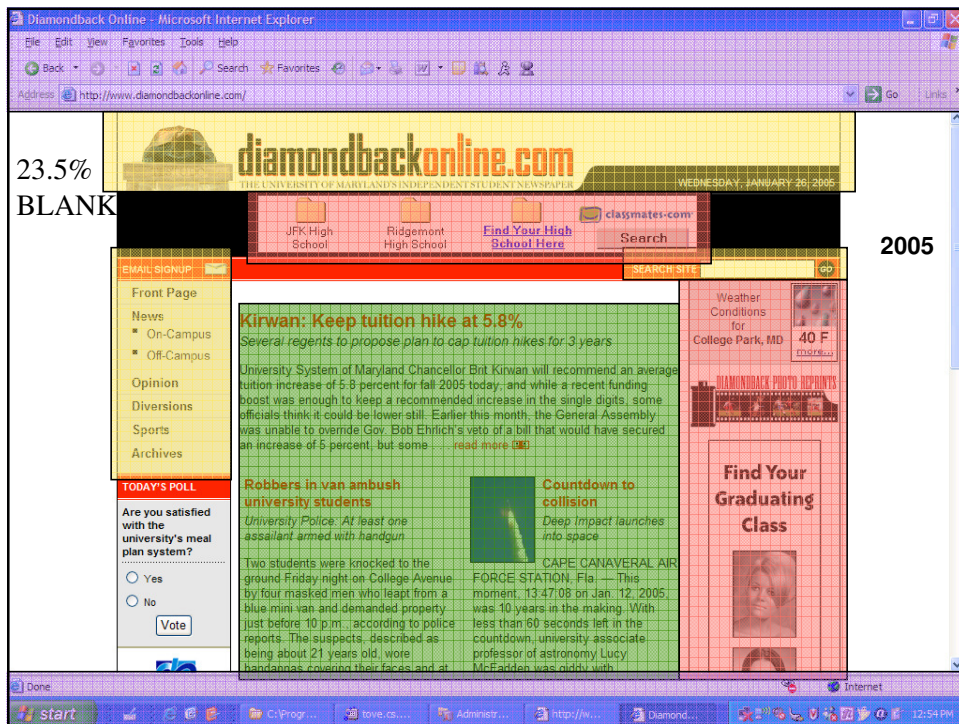 Diamondback Online - Microsoft Internet Explorer
File Edit View Favorites Tools Help
Back Search Favorites
Address http://www.diamondbackonline.com/ Go Links
23.5%
BLANK
diamondbackonline.com
THE UNIVERSITY OF MARYLAND'S INDEPENDENT STUDENT NEWSPAPER
WEDNESDAY, JANUARY 26, 2005
JFK High
School
Ridgemont
High School
Find Your High
School Here
classmates.com
Search
2005
EMAIL SIGNUP
SEARCH SITE GO
Front Page
News
On-Campus
Off-Campus
Opinion
Diversions
Sports
Archives
TODAY'S POLL
Are you satisfied
with the
university's meal
plan system?
Yes
No
Vote
Kirwan: Keep tuition hike at 5.8%
Several regents to propose plan to cap tuition hikes for 3 years
University System of Maryland Chancellor Brit Kirwan will recommend an average
tuition increase of 5.8 percent for fall 2005 today, and while a recent funding
boost was enough to keep a recommended increase in the single digits, some
officials think it could be lower still. Earlier this month, the General Assembly
was unable to override Gov. Bob Ehrlich's veto of a bill that would have secured
an increase of 5 percent, but some . . . read more
Robbers in van ambush
university students
University Police: At least one
assailant armed with handgun
Two students were knocked to the
ground Friday night on College Avenue
by four masked men who leapt from a
blue mini van and demanded property
just before 10 p.m., according to police
reports. The suspects, described as
being about 21 years old, wore
bandannas covering their faces and at
Countdown to
collision
Deep Impact launches
into space
CAPE CANAVERAL AIR
FORCE STATION, Fla. — This
moment, 13:47:08 on Jan. 12, 2005,
was 10 years in the making. With
less than 60 seconds left in the
countdown, university associate
professor of astronomy Lucy
McFadden was giddy with
Weather
Conditions
for
College Park, MD
40 F
more...
DIAMONDBACK PHOTO REPRINTS
Find Your
Graduating
Class
Done Internet
start C:\Progr... tove.cs.... Administr... http://w... Diamond... 12:54 PM